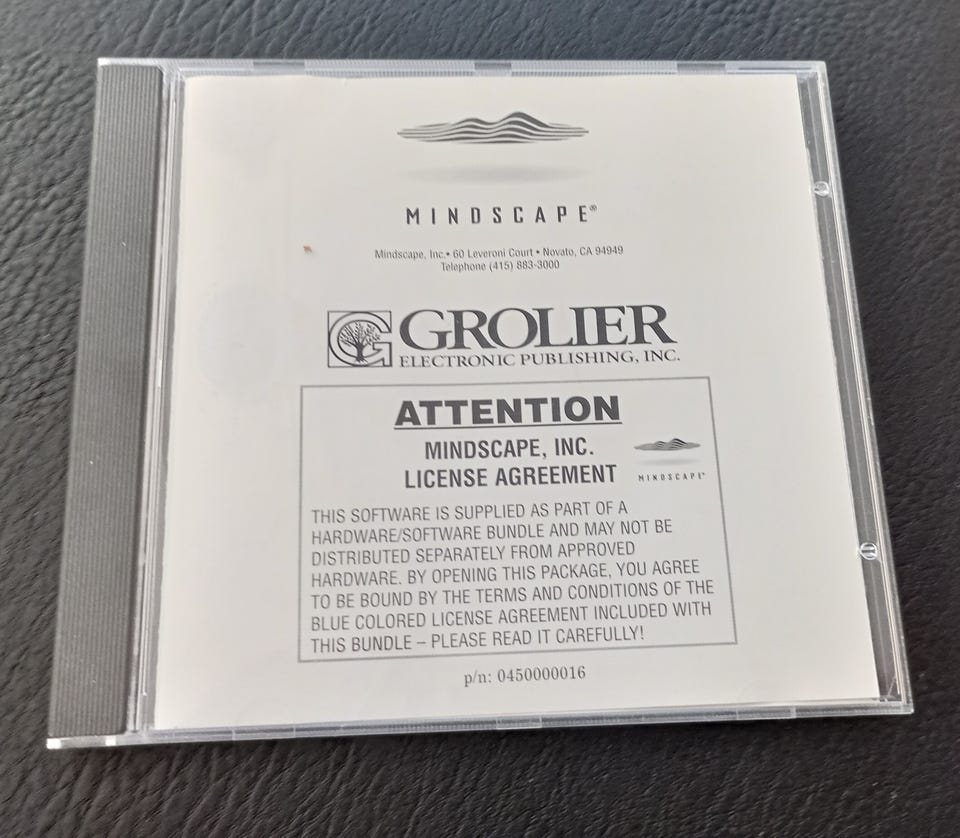 MINDSCAPE®
Mindscape, Inc.• 60 Leveroni Court • Novato, CA 94949
Telephone (415) 883-3000
G GROLIER
ELECTRONIC PUBLISHING, INC.
ATTENTION
MINDSCAPE, INC.
LICENSE AGREEMENT
MINDSCAPE®
THIS SOFTWARE IS SUPPLIED AS PART OF A
HARDWARE/SOFTWARE BUNDLE AND MAY NOT BE
DISTRIBUTED SEPARATELY FROM APPROVED
HARDWARE. BY OPENING THIS PACKAGE, YOU AGREE
TO BE BOUND BY THE TERMS AND CONDITIONS OF THE
BLUE COLORED LICENSE AGREEMENT INCLUDED WITH
THIS BUNDLE – PLEASE READ IT CAREFULLY!
p/n: 0450000016